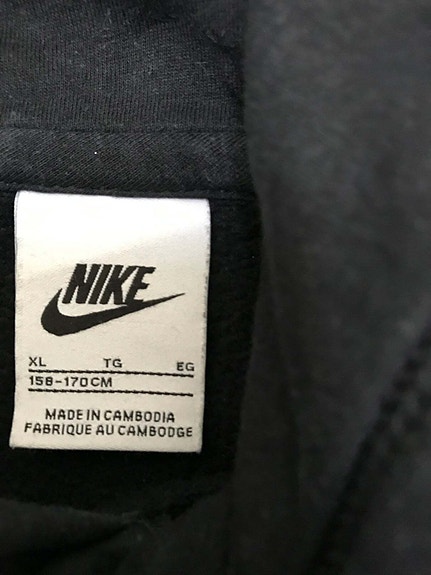 NIKE
XL TG EG
158-170CM
MADE IN CAMBODIA
FABRIQUE AU CAMBODGE